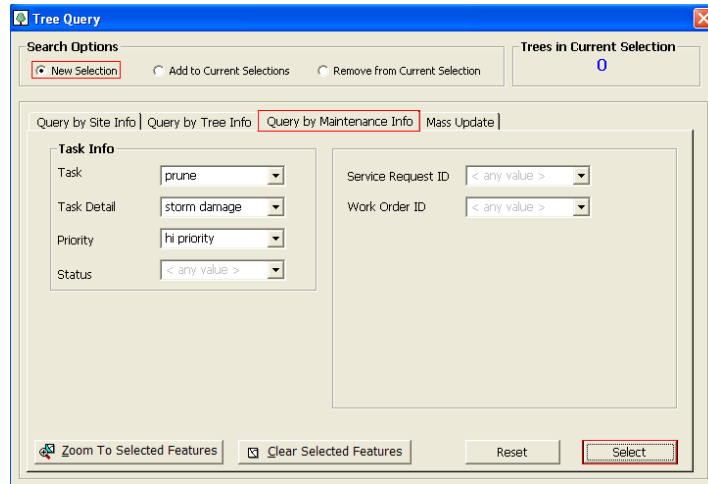 Tree Query
Search Options
New Selection
Add to Current Selections
Remove from Current Selection
Trees in Current Selection
0
Query by Site Info
Query by Tree Info
Query by Maintenance Info
Mass Update
Task Info
Task
prune
Task Detail
storm damage
Priority
hi priority
Status
< any value >
Service Request ID
< any value >
Work Order ID
< any value >
Zoom To Selected Features
Clear Selected Features
Reset
Select